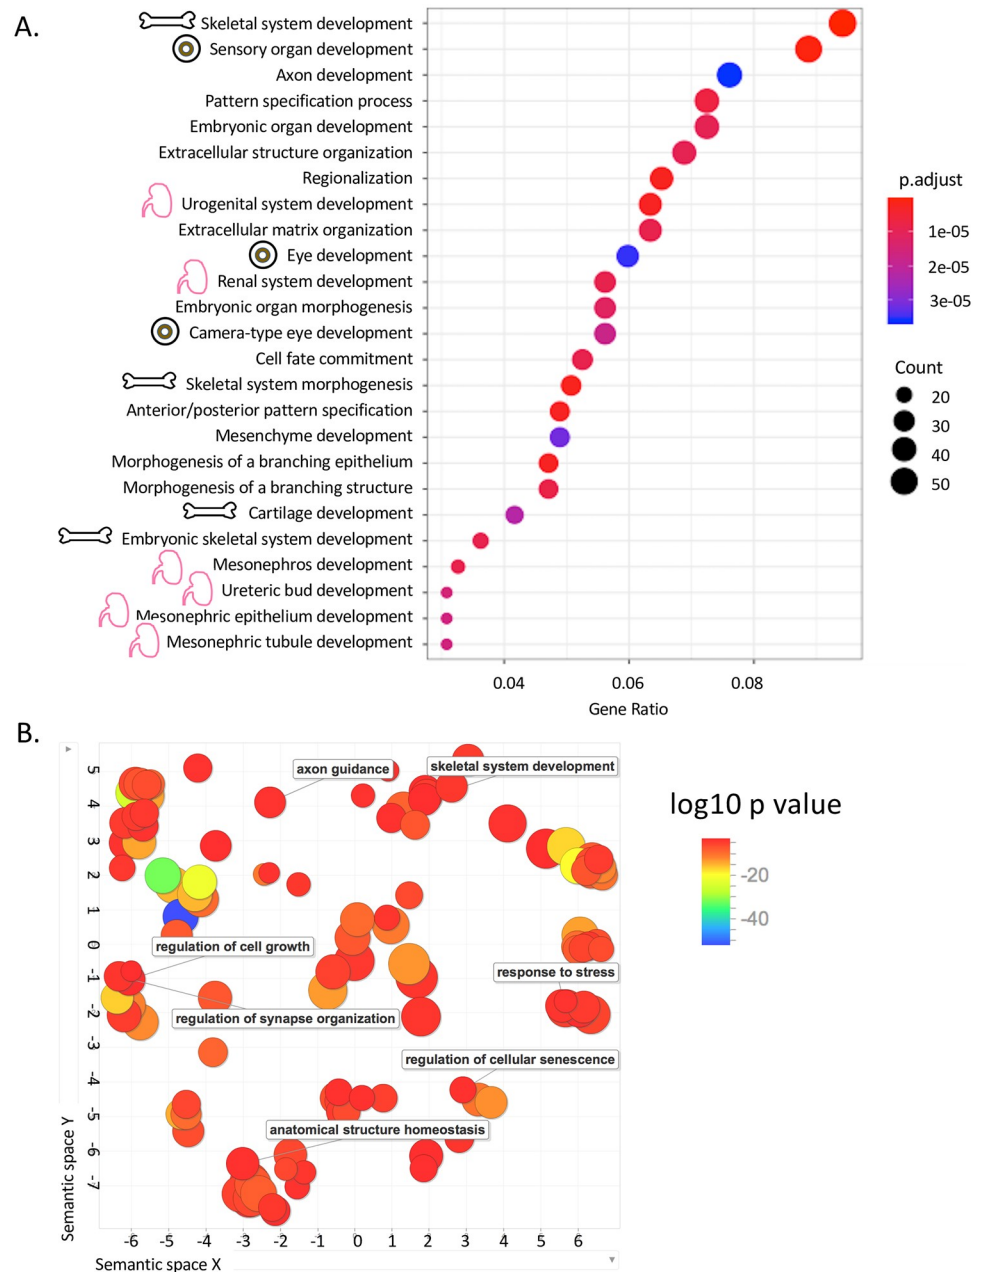 A.
Skeletal system development
Sensory organ development
Axon development
Pattern specification process
Embryonic organ development
Extracellular structure organization
Regionalization
Urogenital system development
Extracellular matrix organization
Eye development
Renal system development
Embryonic organ morphogenesis
Camera-type eye development
Cell fate commitment
Skeletal system morphogenesis
Anterior/posterior pattern specification
Mesenchyme development
Morphogenesis of a branching epithelium
Morphogenesis of a branching structure
Cartilage development
Embryonic skeletal system development
Mesonephros development
Ureteric bud development
Mesonephric epithelium development
Mesonephric tubule development
0.04 0.06 0.08
Gene Ratio
p.adjust
1e-05
2e-05
3e-05
Count
20
30
40
50
B.
5
4
3
2
1
0
-1
-2
-3
-4
-5
-6
-7
Semantic space Y
axon guidance
skeletal system development
regulation of cell growth
response to stress
regulation of synapse organization
regulation of cellular senescence
anatomical structure homeostasis
-6 -5 -4 -3 -2 -1 0 1 2 3 4 5 6
Semantic space X
log10 p value
-20
-40